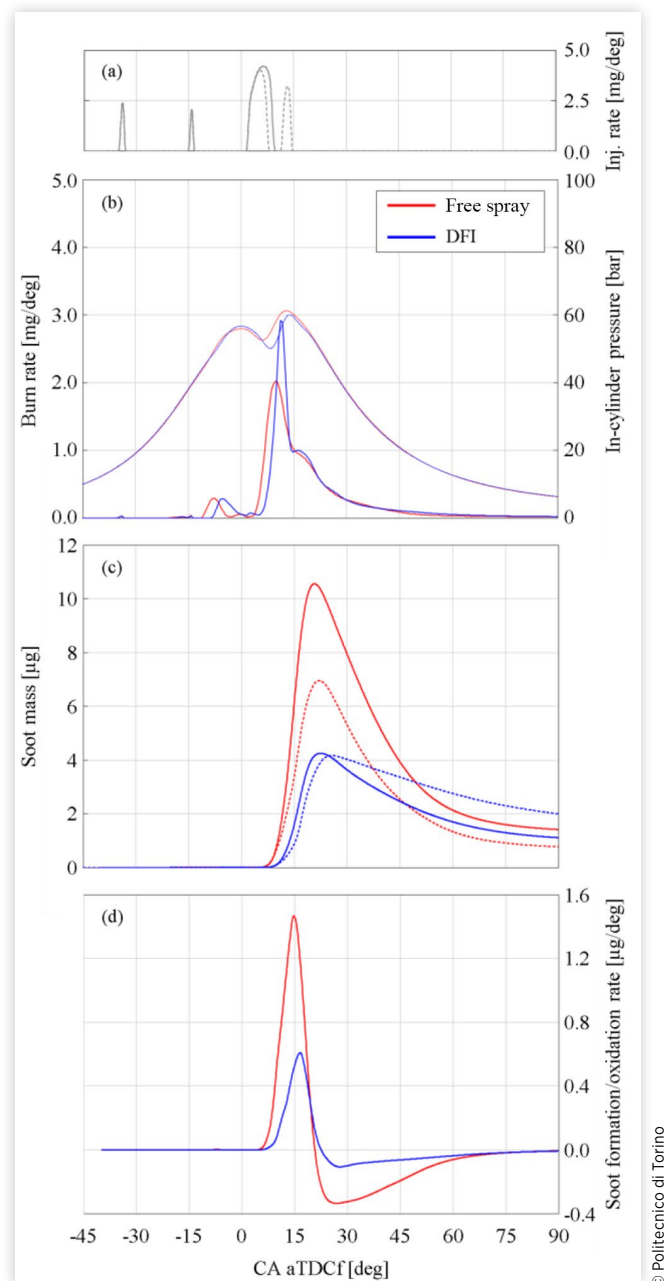 (a)
5.0
2.5
0.0
Inj. rate [mg/deg]
(b)
5.0
4.0
3.0
2.0
1.0
0.0
Burn rate [mg/deg]
Free spray
DFI
100
80
60
40
20
0
In-cylinder pressure [bar]
(c)
12
10
8
6
4
2
0
Soot mass [µg]
(d)
1.6
1.2
0.8
0.4
0.0
-0.4
Soot formation/oxidation rate [µg/deg]
-45 -30 -15 0 15 30 45 60 75 90
CA aTDCf [deg]
© Politecnico di Torino